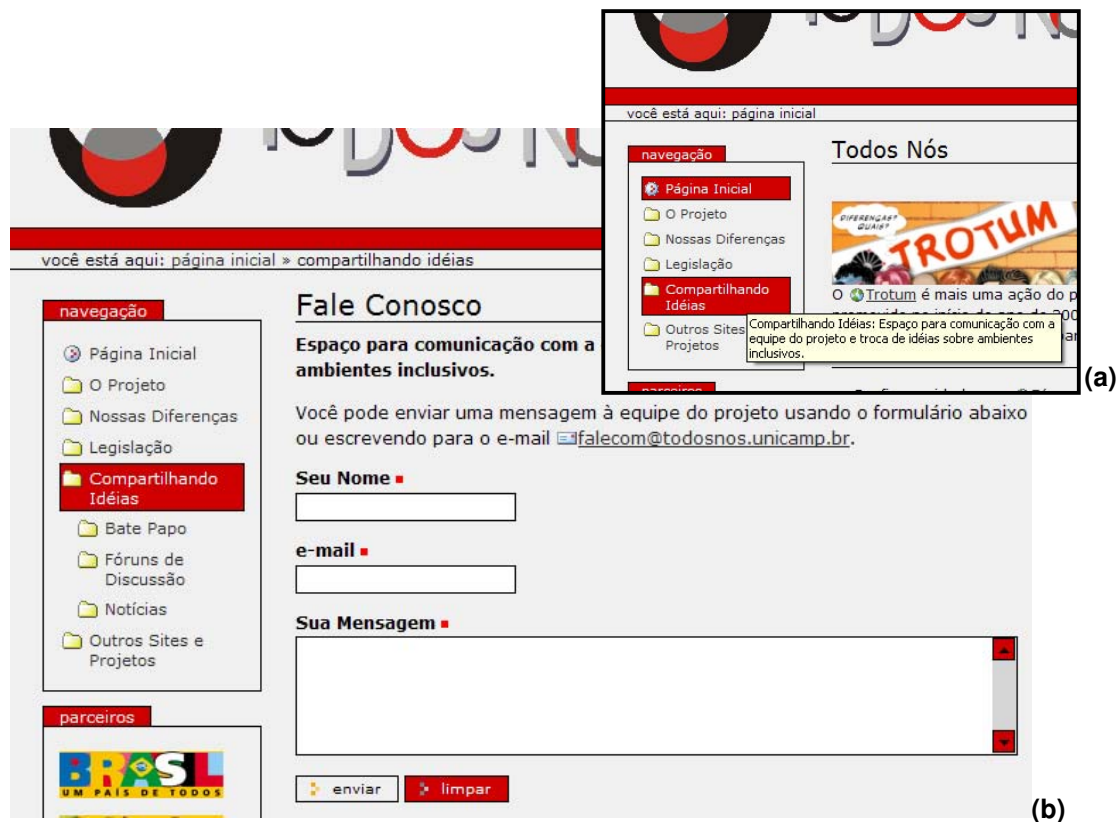 TODOS NÓS
você está aqui: página inicial
navegação
Página Inicial
O Projeto
Nossas Diferenças
Legislação
Compartilhando
Idéias
Outros Sites
Projetos
parceiros
Todos Nós
DIFERENÇAS?
QUAIS?
TROTUM
O Trotum é mais uma ação do p
Compartilhando Idéias: Espaço para comunicação com a
equipe do projeto e troca de idéias sobre ambientes
inclusivos.
(a)
você está aqui: página inicial » compartilhando idéias
navegação
Página Inicial
O Projeto
Nossas Diferenças
Legislação
Compartilhando
Idéias
Bate Papo
Fóruns de
Discussão
Notícias
Outros Sites e
Projetos
parceiros
BRASIL
UM PAÍS DE TODOS
Fale Conosco
Espaço para comunicação com a
ambientes inclusivos.
Você pode enviar uma mensagem à equipe do projeto usando o formulário abaixo
ou escrevendo para o e-mail falecom@todosnos.unicamp.br.
Seu Nome
e-mail
Sua Mensagem
enviar limpar
(b)